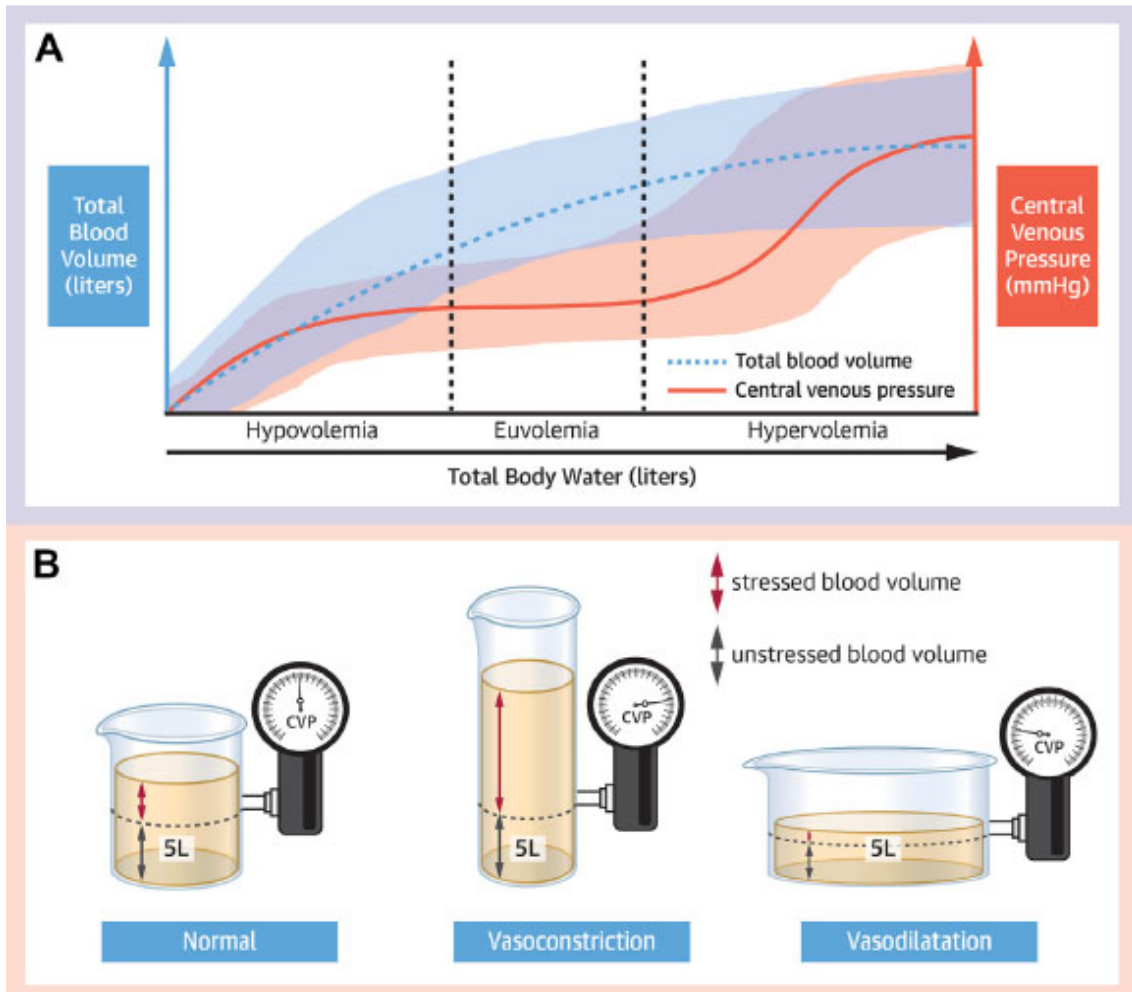 A
Total
Blood
Volume
(liters)
Central
Venous
Pressure
(mmHg)
Total blood volume
Central venous pressure
Hypovolemia Euvolemia Hypervolemia
Total Body Water (liters)
B
stressed blood volume
unstressed blood volume
CVP
CVP
CVP
5L
5L
5L
Normal Vasoconstriction Vasodilatation